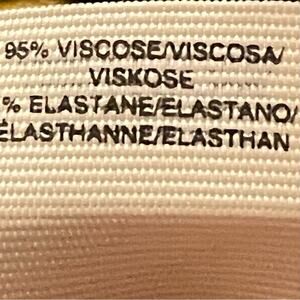 95% VISCOSE/VISCOSA/
VISKOSE
% ELASTANE/ELASTANO/
ÉLASTHANNE/ELASTHAN